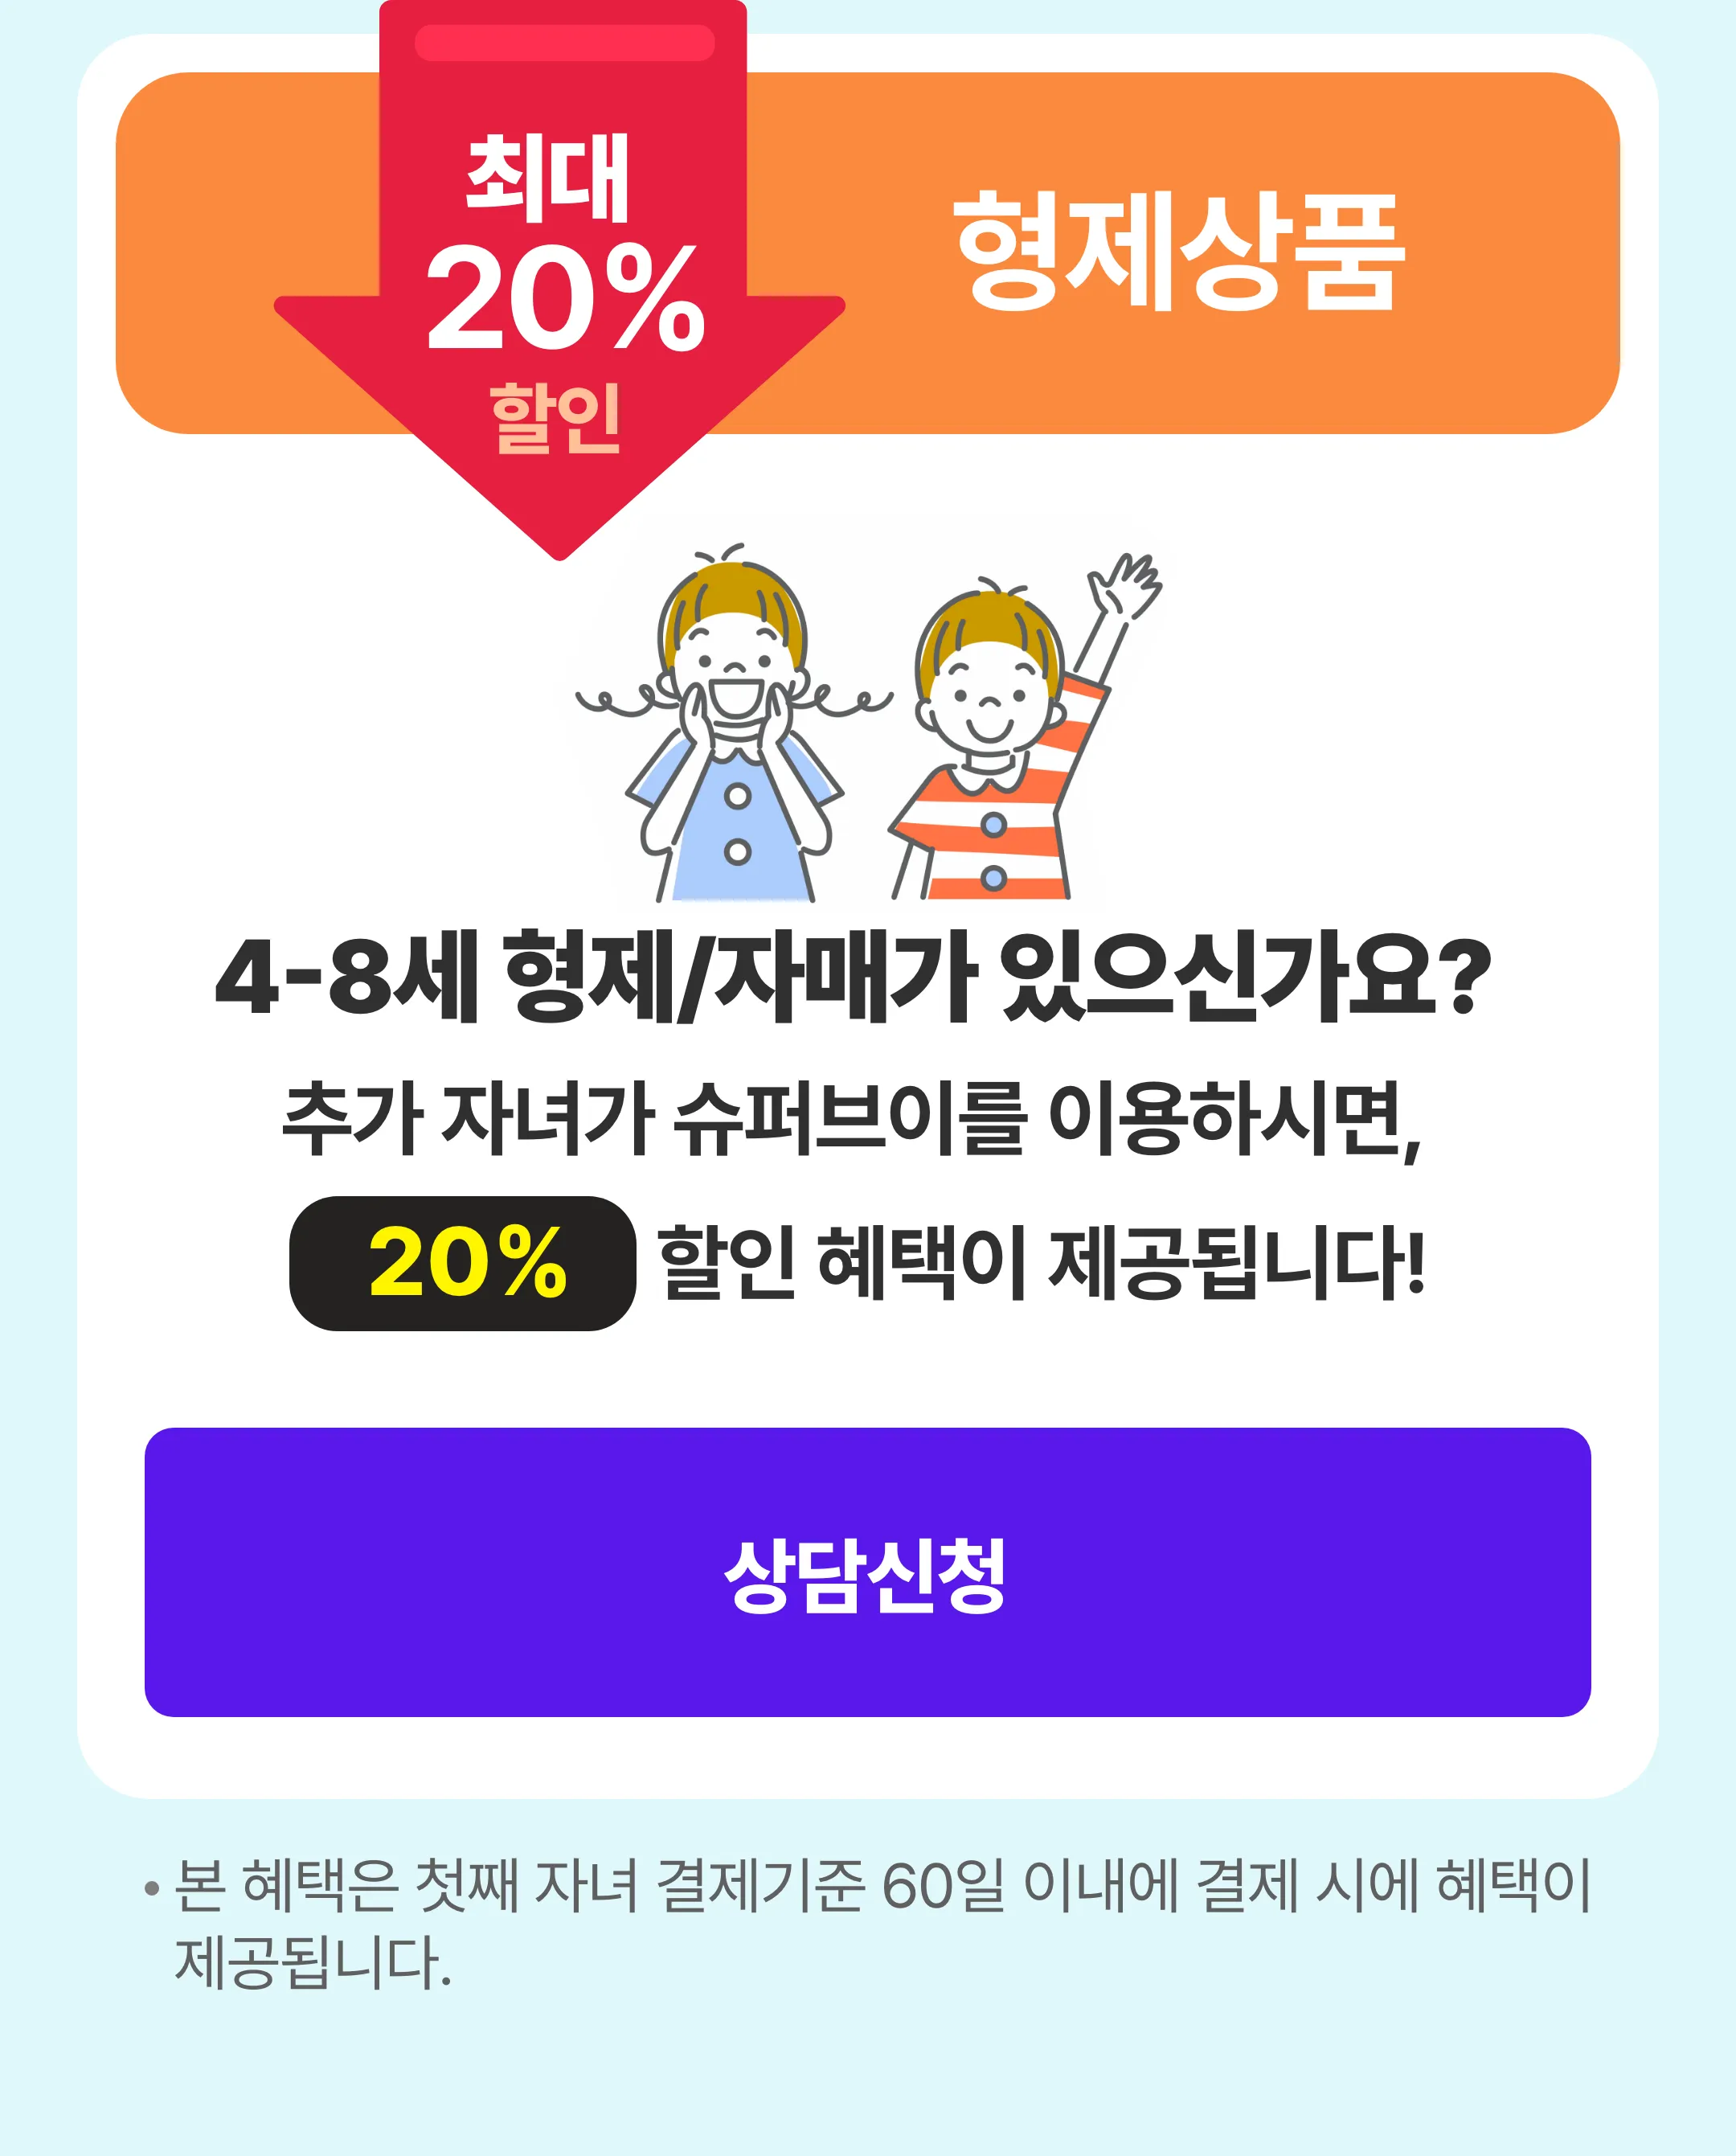 최대
20%
할인
형제상품
4-8세 형제/자매가 있으신가요?
추가 자녀가 슈퍼브이를 이용하시면,
20% 할인 혜택이 제공됩니다!
상담신청
• 본 혜택은 첫째 자녀 결제기준 60일 이내에 결제 시에 혜택이
제공됩니다.